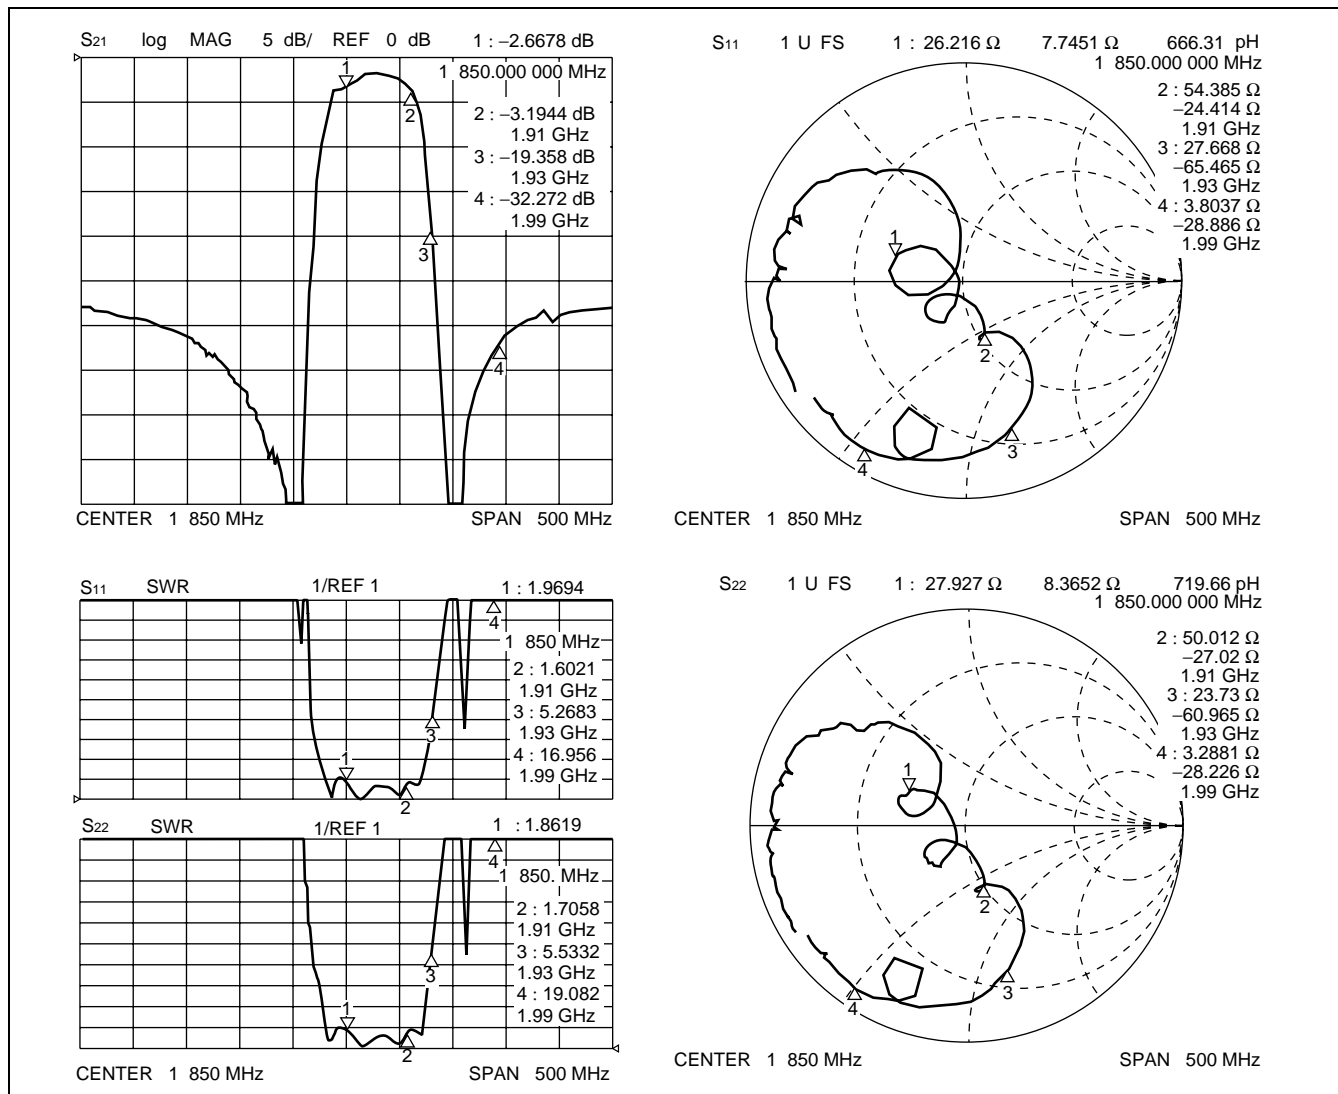 S21 log MAG 5 dB/ REF 0 dB 1 : –2.6678 dB
1 850.000 000 MHz
1
2 : –3.1944 dB
1.91 GHz
2
3 : –19.358 dB
1.93 GHz
4 : –32.272 dB
1.99 GHz
3
4
CENTER 1 850 MHz SPAN 500 MHz
S11 1 U FS 1 : 26.216 Ω 7.7451 Ω 666.31 pH
1 850.000 000 MHz
2 : 54.385 Ω
–24.414 Ω
1.91 GHz
3 : 27.668 Ω
–65.465 Ω
1.93 GHz
4 : 3.8037 Ω
–28.886 Ω
1.99 GHz
1
2
3
4
CENTER 1 850 MHz SPAN 500 MHz
S11 SWR 1/REF 1 1 : 1.9694
4
1 850 MHz
2 : 1.6021
1.91 GHz
3 : 5.2683
1.93 GHz
4 : 16.956
1.99 GHz
3
1
2
S22 SWR 1/REF 1 1 : 1.8619
4
1 850. MHz
2 : 1.7058
1.91 GHz
3 : 5.5332
1.93 GHz
4 : 19.082
1.99 GHz
3
1
2
CENTER 1 850 MHz SPAN 500 MHz
S22 1 U FS 1 : 27.927 Ω 8.3652 Ω 719.66 pH
1 850.000 000 MHz
2 : 50.012 Ω
–27.02 Ω
1.91 GHz
3 : 23.73 Ω
–60.965 Ω
1.93 GHz
4 : 3.2881 Ω
–28.226 Ω
1.99 GHz
1
2
3
4
CENTER 1 850 MHz SPAN 500 MHz